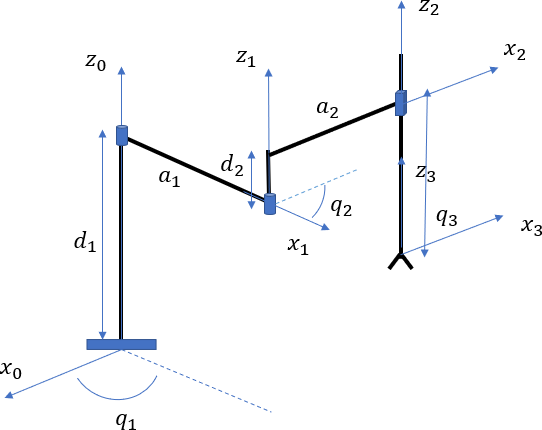 z₂
z₀
z₁
x₂
a₂
d₂
a₁
z₃
q₂
q₃
x₃
d₁
x₁
x₀
q₁